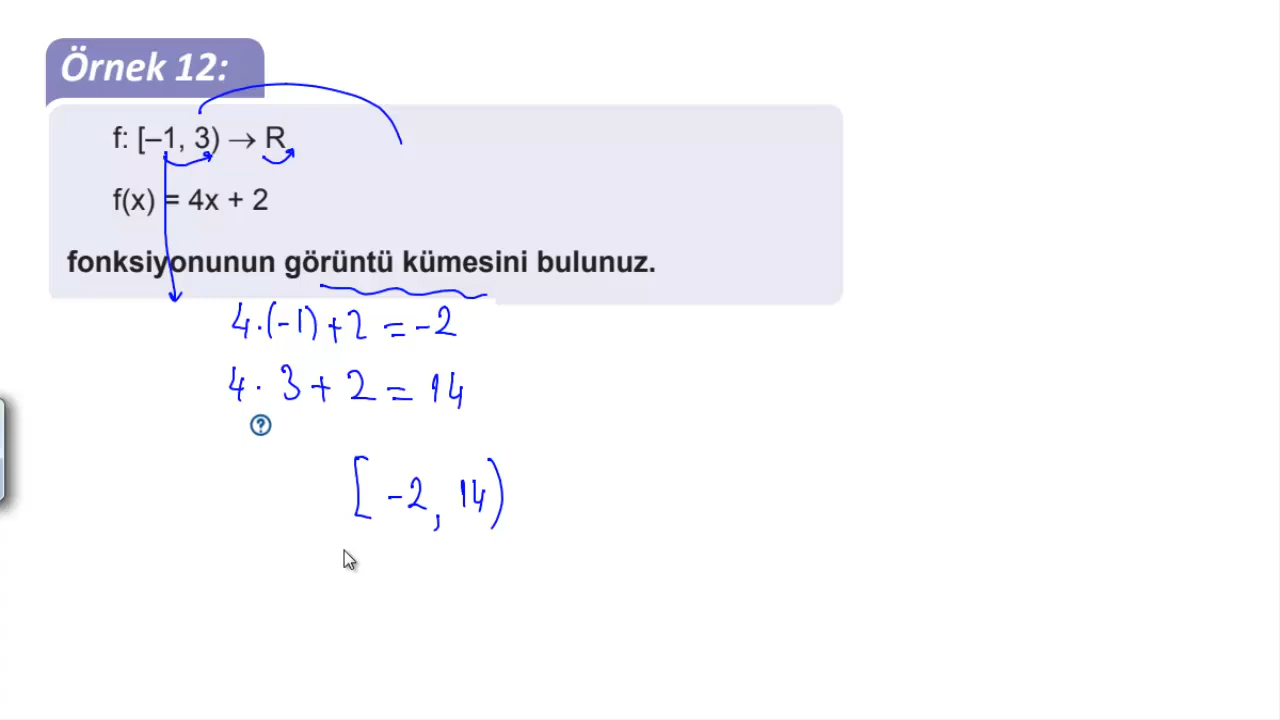 Örnek 12:
f: [–1, 3) → R
f(x) = 4x + 2
fonksiyonunun görüntü kümesini bulunuz.
4·(-1) + 2 = -2
4 · 3 + 2 = 14
?
[ -2, 14)